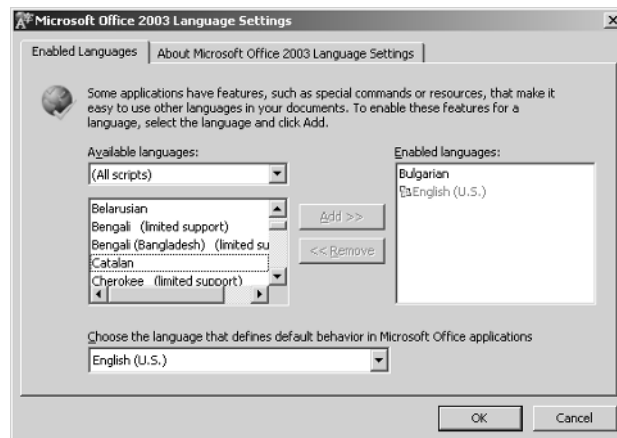 Microsoft Office 2003 Language Settings
Enabled Languages
About Microsoft Office 2003 Language Settings
Some applications have features, such as special commands or resources, that make it
easy to use other languages in your documents. To enable these features for a
language, select the language and click Add.
Available languages:
(All scripts)
Belarusian
Bengali (limited support)
Bengali (Bangladesh) (limited su
Catalan
Cherokee (limited support)
Add >>
<< Remove
Enabled languages:
Bulgarian
English (U.S.)
Choose the language that defines default behavior in Microsoft Office applications
English (U.S.)
OK
Cancel